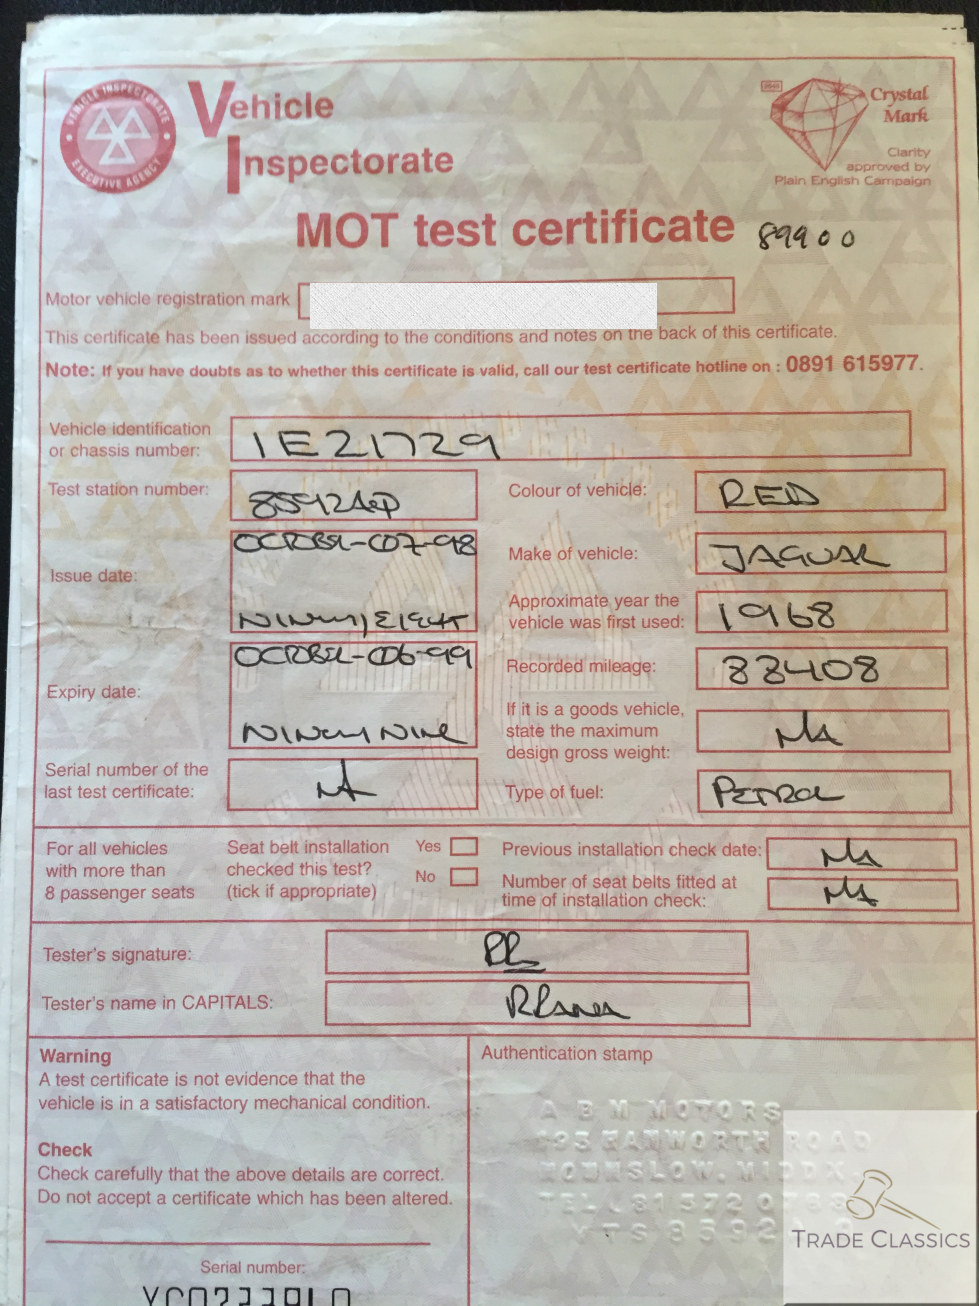 VEHICLE INSPECTORATE
EXECUTIVE AGENCY
Vehicle
Inspectorate
Crystal
Mark
Clarity
approved by
Plain English Campaign
MOT test certificate 89900
Motor vehicle registration mark
This certificate has been issued according to the conditions and notes on the back of this certificate.
Note: If you have doubts as to whether this certificate is valid, call our test certificate hotline on : 0891 615977.
Vehicle identification
or chassis number: 1E21729
Test station number:
Colour of vehicle: RED
Issue date:
Make of vehicle: JAGUAR
Approximate year the
vehicle was first used: 1968
Expiry date:
NINETY NINE
Recorded mileage: 88408
If it is a goods vehicle,
state the maximum
design gross weight: NA
Serial number of the
last test certificate: NA
Type of fuel: PETROL
For all vehicles
with more than
8 passenger seats
Seat belt installation
checked this test?
(tick if appropriate)
Yes
No
Previous installation check date: NA
Number of seat belts fitted at
time of installation check: NA
Tester's signature:
Tester's name in CAPITALS:
Warning
A test certificate is not evidence that the
vehicle is in a satisfactory mechanical condition.
Check
Check carefully that the above details are correct.
Do not accept a certificate which has been altered.
Serial number:
Authentication stamp
A B M MOTORS
ROAD
HOUNSLOW, MIDDX.
TRADE CLASSICS